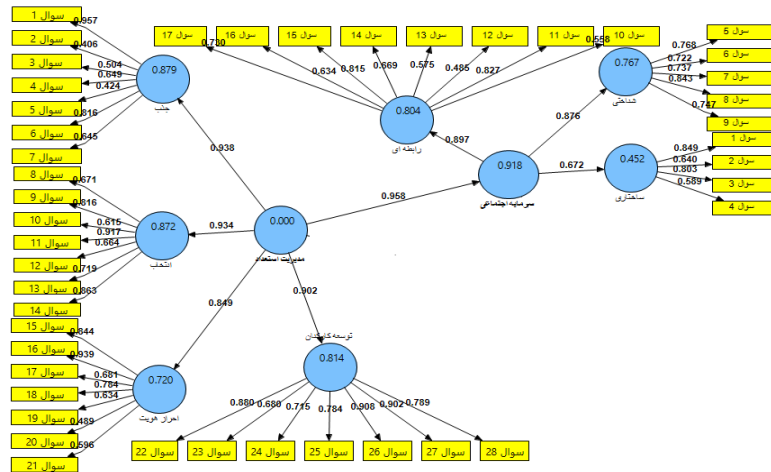 سوال 1
سوال 2
سوال 3
سوال 4
سوال 5
سوال 6
سوال 7
0.957
0.406
0.504
0.649
0.424
0.816
0.645
0.879
جذب
0.938
سوال 8
سوال 9
سوال 10
سوال 11
سوال 12
سوال 13
سوال 14
0.671
0.816
0.615
0.917
0.664
0.719
0.863
0.872
انتخاب
0.934
سوال 15
سوال 16
سوال 17
سوال 18
سوال 19
سوال 20
سوال 21
0.844
0.939
0.681
0.784
0.634
0.489
0.596
0.720
احراز هویت
0.849
0.000
مدیریت استعداد
0.902
توسعه کارکنان
0.814
0.880
0.680
0.715
0.784
0.908
0.902
0.789
سوال 22
سوال 23
سوال 24
سوال 25
سوال 26
سوال 27
سوال 28
0.958
0.918
سرمایه اجتماعی
0.897
0.804
رابطه ای
سوال 17
سوال 16
سوال 15
سوال 14
سوال 13
سوال 12
سوال 11
سوال 10
0.730
0.634
0.815
0.669
0.575
0.485
0.827
0.558
0.876
0.767
شناختی
سوال 5
سوال 6
سوال 7
سوال 8
سوال 9
0.768
0.722
0.737
0.843
0.747
0.672
0.452
ساختاری
سوال 1
سوال 2
سوال 3
سوال 4
0.849
0.640
0.803
0.589